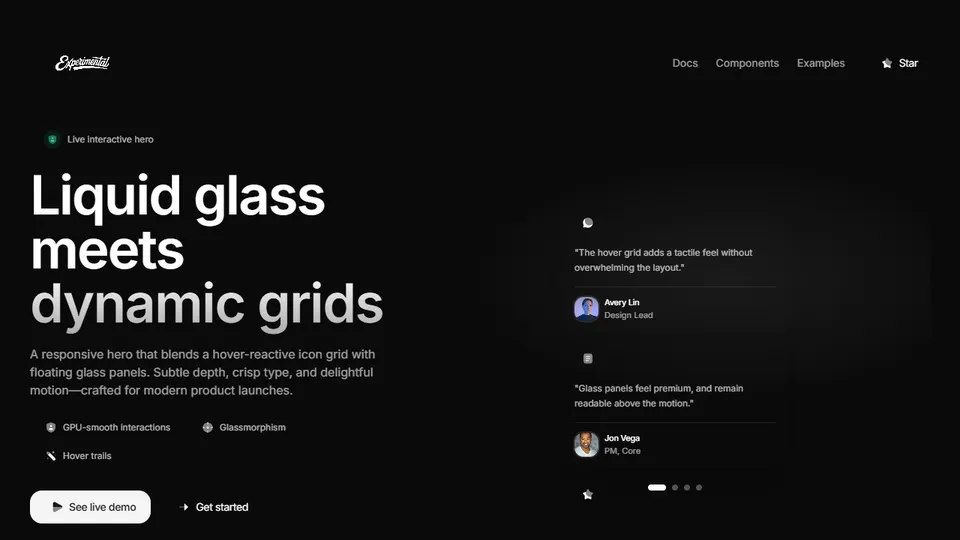 Experimental
Docs
Components
Examples
Star
Live interactive hero
Liquid glass
meets
dynamic grids
A responsive hero that blends a hover-reactive icon grid with
floating glass panels. Subtle depth, crisp type, and delightful
motion—crafted for modern product launches.
GPU-smooth interactions
Glassmorphism
Hover trails
See live demo
Get started
"The hover grid adds a tactile feel without
overwhelming the layout."
Avery Lin
Design Lead
"Glass panels feel premium, and remain
readable above the motion."
Jon Vega
PM, Core